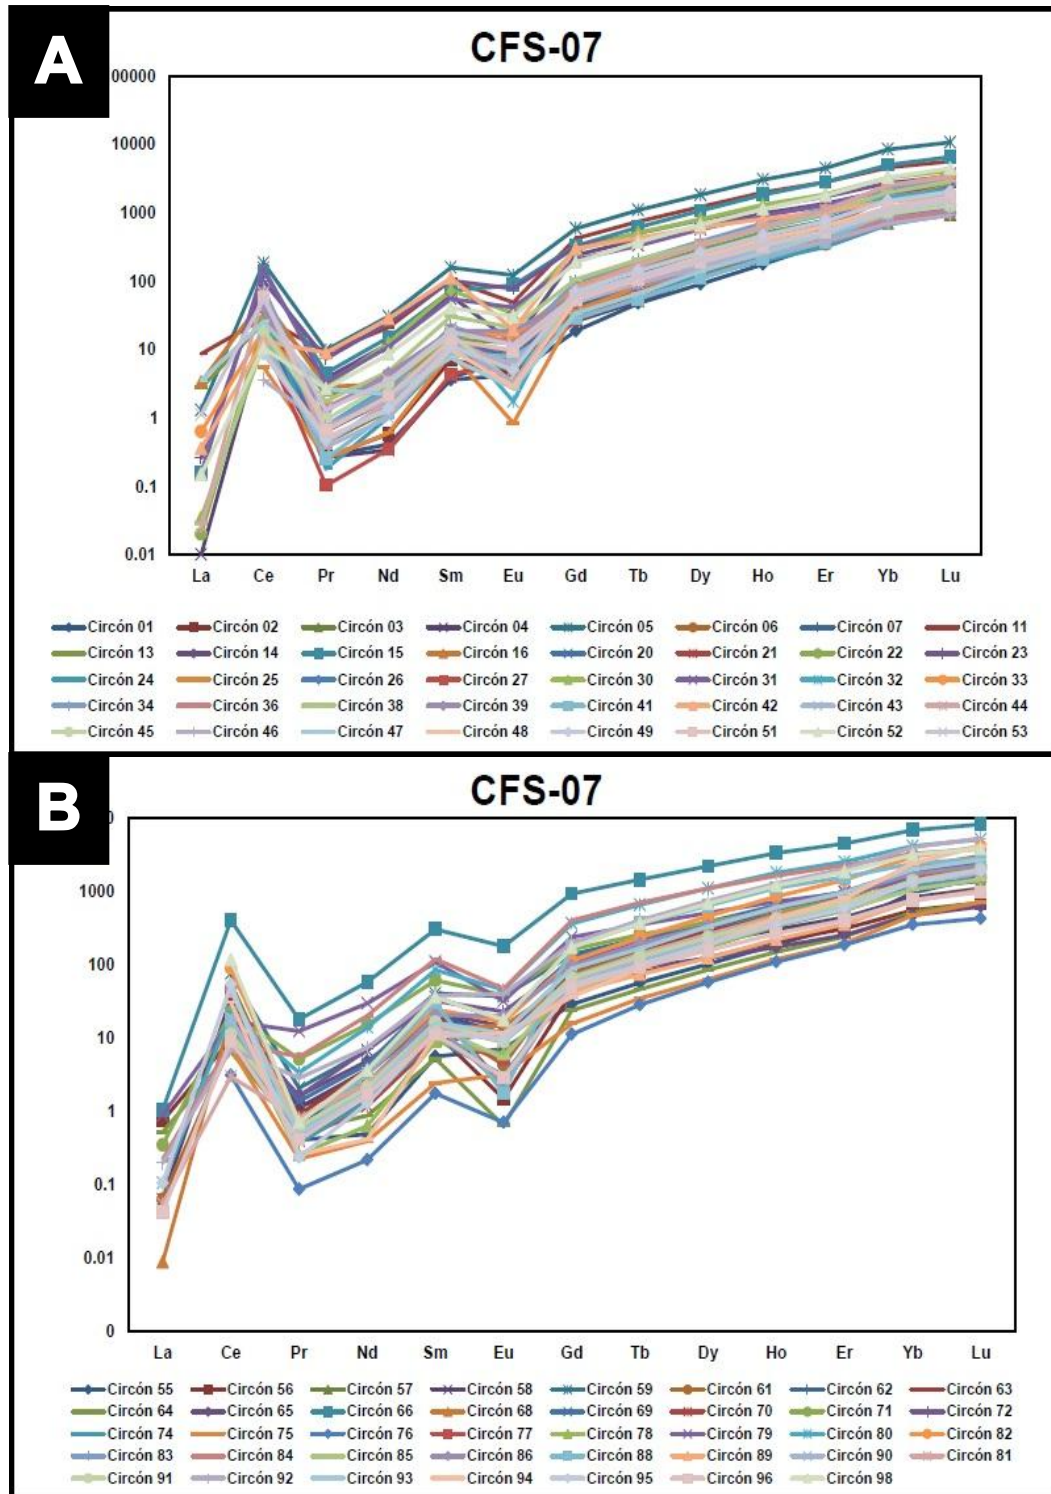 A
CFS-07
00000
10000
1000
100
10
1
0.1
0.01
La Ce Pr Nd Sm Eu Gd Tb Dy Ho Er Yb Lu
Circón 01 Circón 02 Circón 03 Circón 04 Circón 05 Circón 06 Circón 07 Circón 11
Circón 13 Circón 14 Circón 15 Circón 16 Circón 20 Circón 21 Circón 22 Circón 23
Circón 24 Circón 25 Circón 26 Circón 27 Circón 30 Circón 31 Circón 32 Circón 33
Circón 34 Circón 36 Circón 38 Circón 39 Circón 41 Circón 42 Circón 43 Circón 44
Circón 45 Circón 46 Circón 47 Circón 48 Circón 49 Circón 51 Circón 52 Circón 53
B
CFS-07
0
1000
100
10
1
0.1
0.01
0
La Ce Pr Nd Sm Eu Gd Tb Dy Ho Er Yb Lu
Circón 55 Circón 56 Circón 57 Circón 58 Circón 59 Circón 61 Circón 62 Circón 63
Circón 64 Circón 65 Circón 66 Circón 68 Circón 69 Circón 70 Circón 71 Circón 72
Circón 74 Circón 75 Circón 76 Circón 77 Circón 78 Circón 79 Circón 80 Circón 82
Circón 83 Circón 84 Circón 85 Circón 86 Circón 88 Circón 89 Circón 90 Circón 81
Circón 91 Circón 92 Circón 93 Circón 94 Circón 95 Circón 96 Circón 98